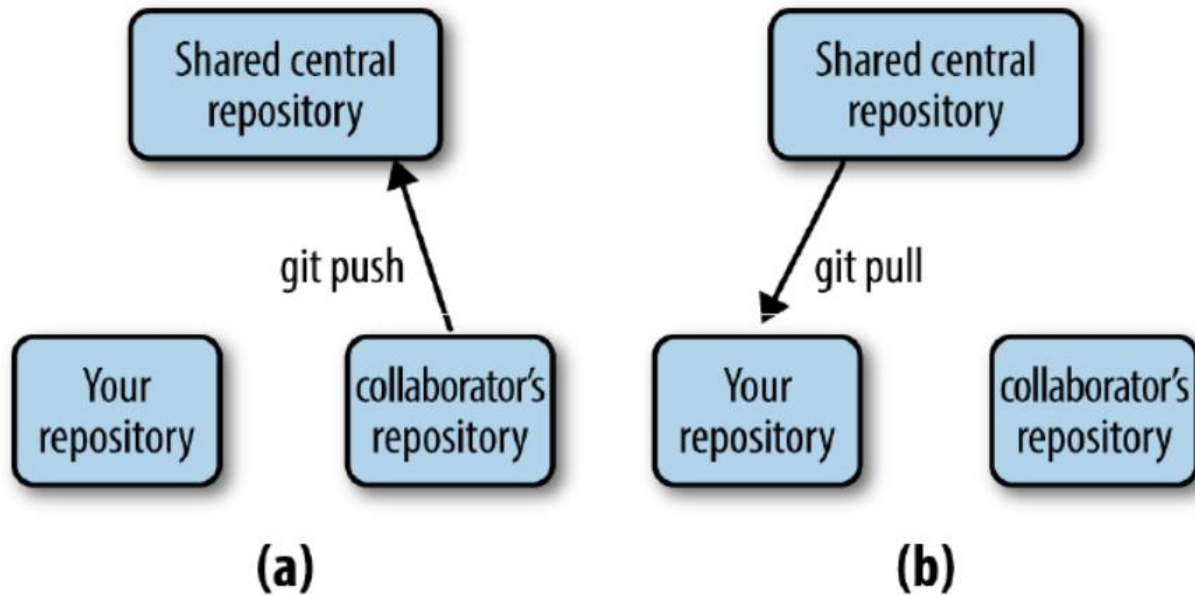 Shared central
repository
git push
Your
repository
collaborator's
repository
(a)
Shared central
repository
git pull
Your
repository
collaborator's
repository
(b)